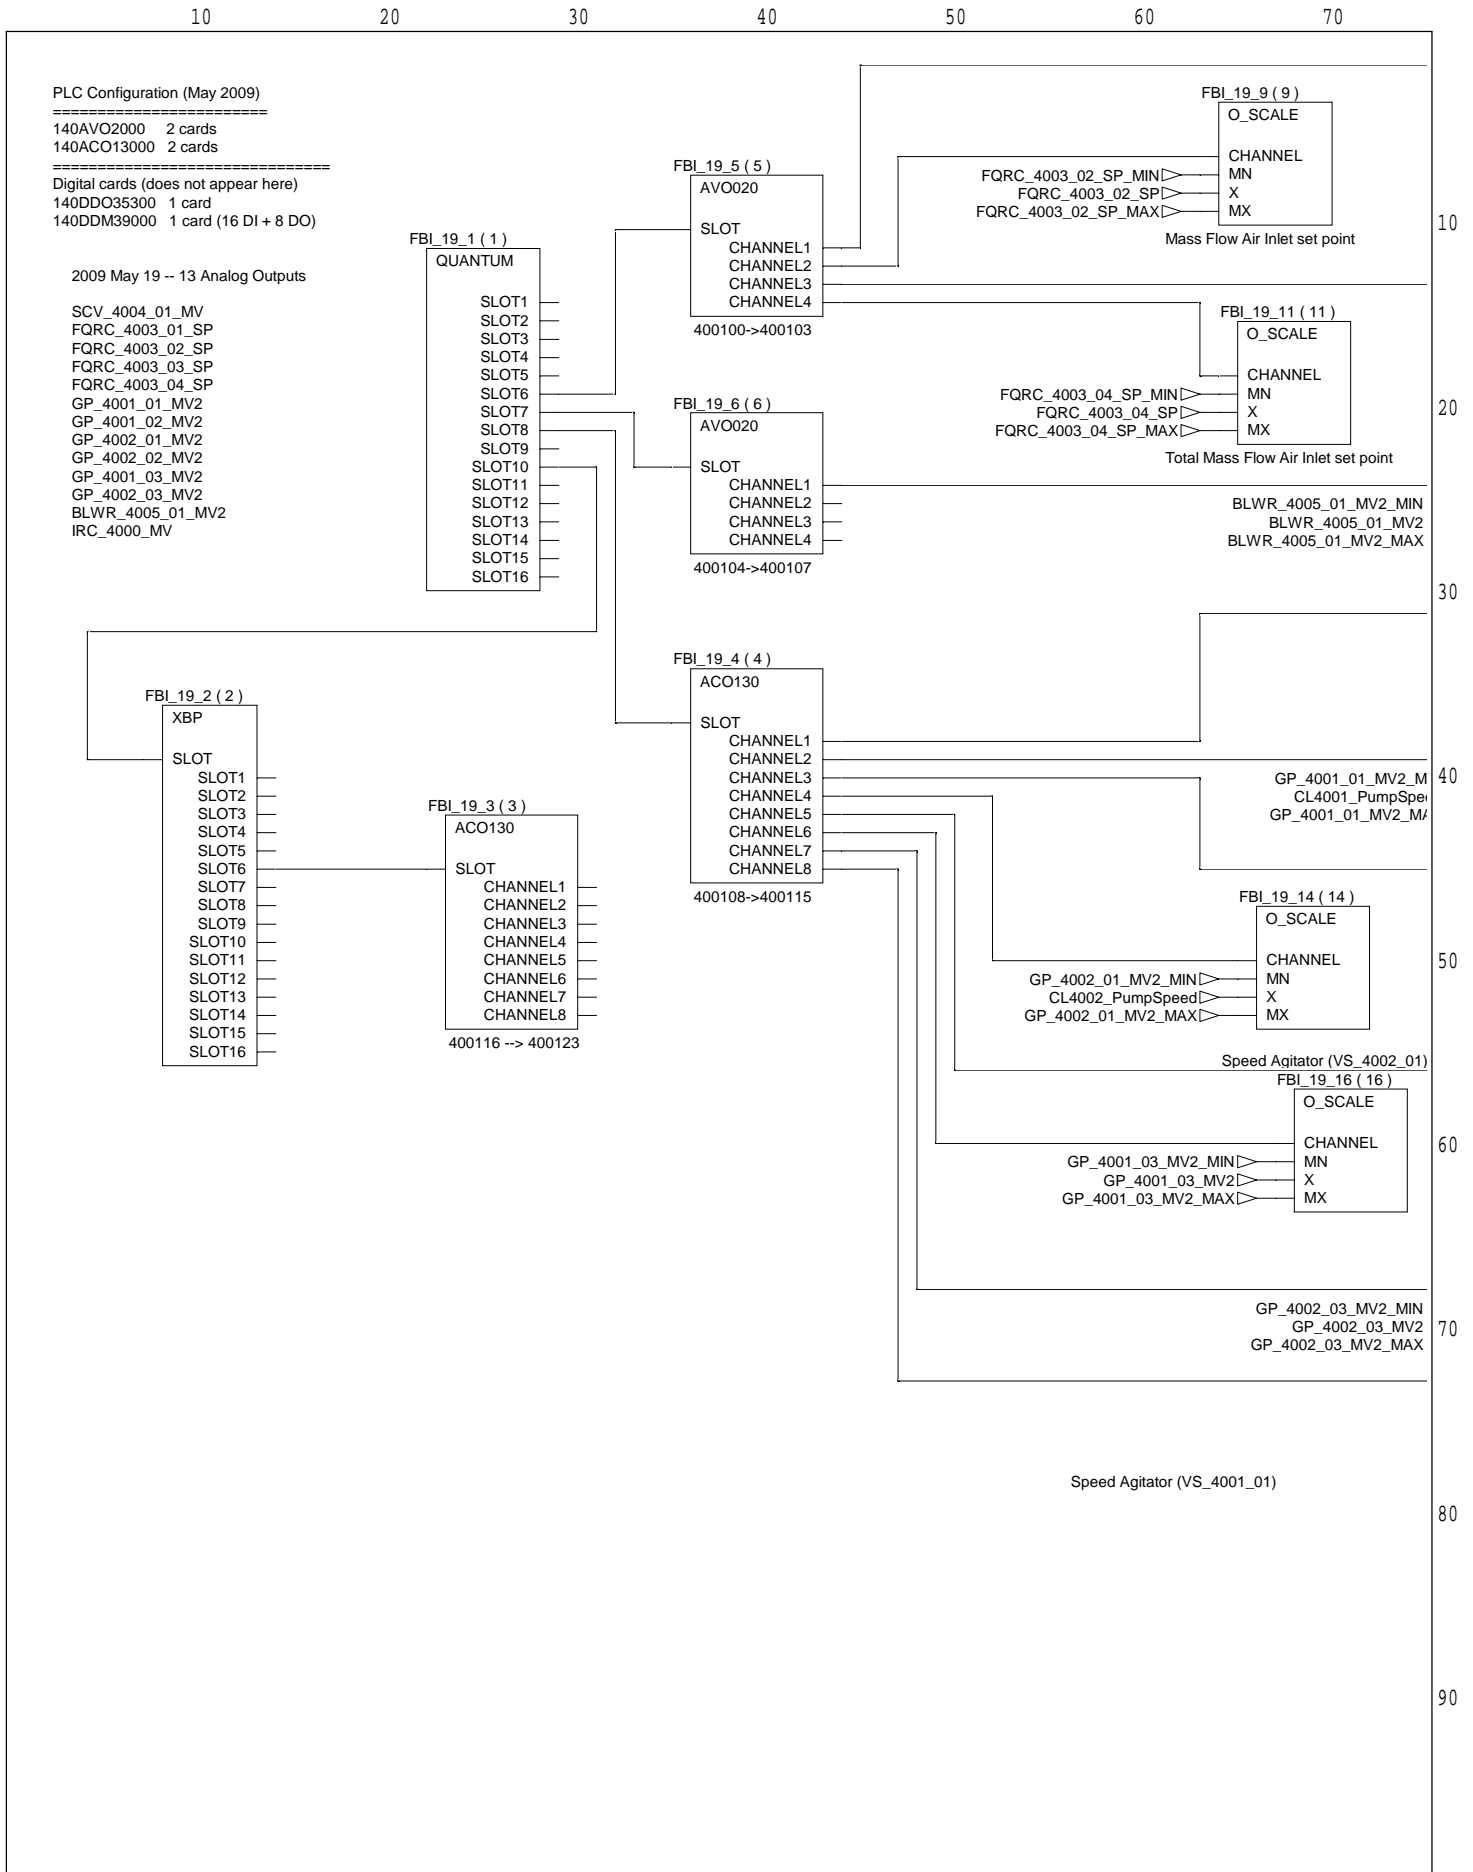 10 20 30 40 50 60 70
PLC Configuration (May 2009)
========================
140AVO2000 2 cards
140ACO13000 2 cards
===============================
Digital cards (does not appear here)
140DDO35300 1 card
140DDM39000 1 card (16 DI + 8 DO)
2009 May 19 -- 13 Analog Outputs
SCV_4004_01_MV
FQRC_4003_01_SP
FQRC_4003_02_SP
FQRC_4003_03_SP
FQRC_4003_04_SP
GP_4001_01_MV2
GP_4001_02_MV2
GP_4002_01_MV2
GP_4002_02_MV2
GP_4001_03_MV2
GP_4002_03_MV2
BLWR_4005_01_MV2
IRC_4000_MV
FBI_19_1 ( 1 )
QUANTUM
SLOT1
SLOT2
SLOT3
SLOT4
SLOT5
SLOT6
SLOT7
SLOT8
SLOT9
SLOT10
SLOT11
SLOT12
SLOT13
SLOT14
SLOT15
SLOT16
FBI_19_5 ( 5 )
AVO020
SLOT
CHANNEL1
CHANNEL2
CHANNEL3
CHANNEL4
400100->400103
FBI_19_6 ( 6 )
AVO020
SLOT
CHANNEL1
CHANNEL2
CHANNEL3
CHANNEL4
400104->400107
FBI_19_9 ( 9 )
O_SCALE
CHANNEL
FQRC_4003_02_SP_MIN MN
FQRC_4003_02_SP X
FQRC_4003_02_SP_MAX MX
Mass Flow Air Inlet set point
10
FBI_19_11 ( 11 )
O_SCALE
CHANNEL
FQRC_4003_04_SP_MIN MN
FQRC_4003_04_SP X
FQRC_4003_04_SP_MAX MX
Total Mass Flow Air Inlet set point
20
BLWR_4005_01_MV2_MIN
BLWR_4005_01_MV2
BLWR_4005_01_MV2_MAX
30
FBI_19_2 ( 2 )
XBP
SLOT
SLOT1
SLOT2
SLOT3
SLOT4
SLOT5
SLOT6
SLOT7
SLOT8
SLOT9
SLOT10
SLOT11
SLOT12
SLOT13
SLOT14
SLOT15
SLOT16
FBI_19_3 ( 3 )
ACO130
SLOT
CHANNEL1
CHANNEL2
CHANNEL3
CHANNEL4
CHANNEL5
CHANNEL6
CHANNEL7
CHANNEL8
400116 --> 400123
FBI_19_4 ( 4 )
ACO130
SLOT
CHANNEL1
CHANNEL2
CHANNEL3
CHANNEL4
CHANNEL5
CHANNEL6
CHANNEL7
CHANNEL8
400108->400115
GP_4001_01_MV2_M
CL4001_PumpSpe
GP_4001_01_MV2_MA
40
FBI_19_14 ( 14 )
O_SCALE
CHANNEL
GP_4002_01_MV2_MIN MN
CL4002_PumpSpeed X
GP_4002_01_MV2_MAX MX
50
Speed Agitator (VS_4002_01)
FBI_19_16 ( 16 )
O_SCALE
CHANNEL
GP_4001_03_MV2_MIN MN
GP_4001_03_MV2 X
GP_4001_03_MV2_MAX MX
60
GP_4002_03_MV2_MIN
GP_4002_03_MV2
GP_4002_03_MV2_MAX
70
Speed Agitator (VS_4001_01)
80
90